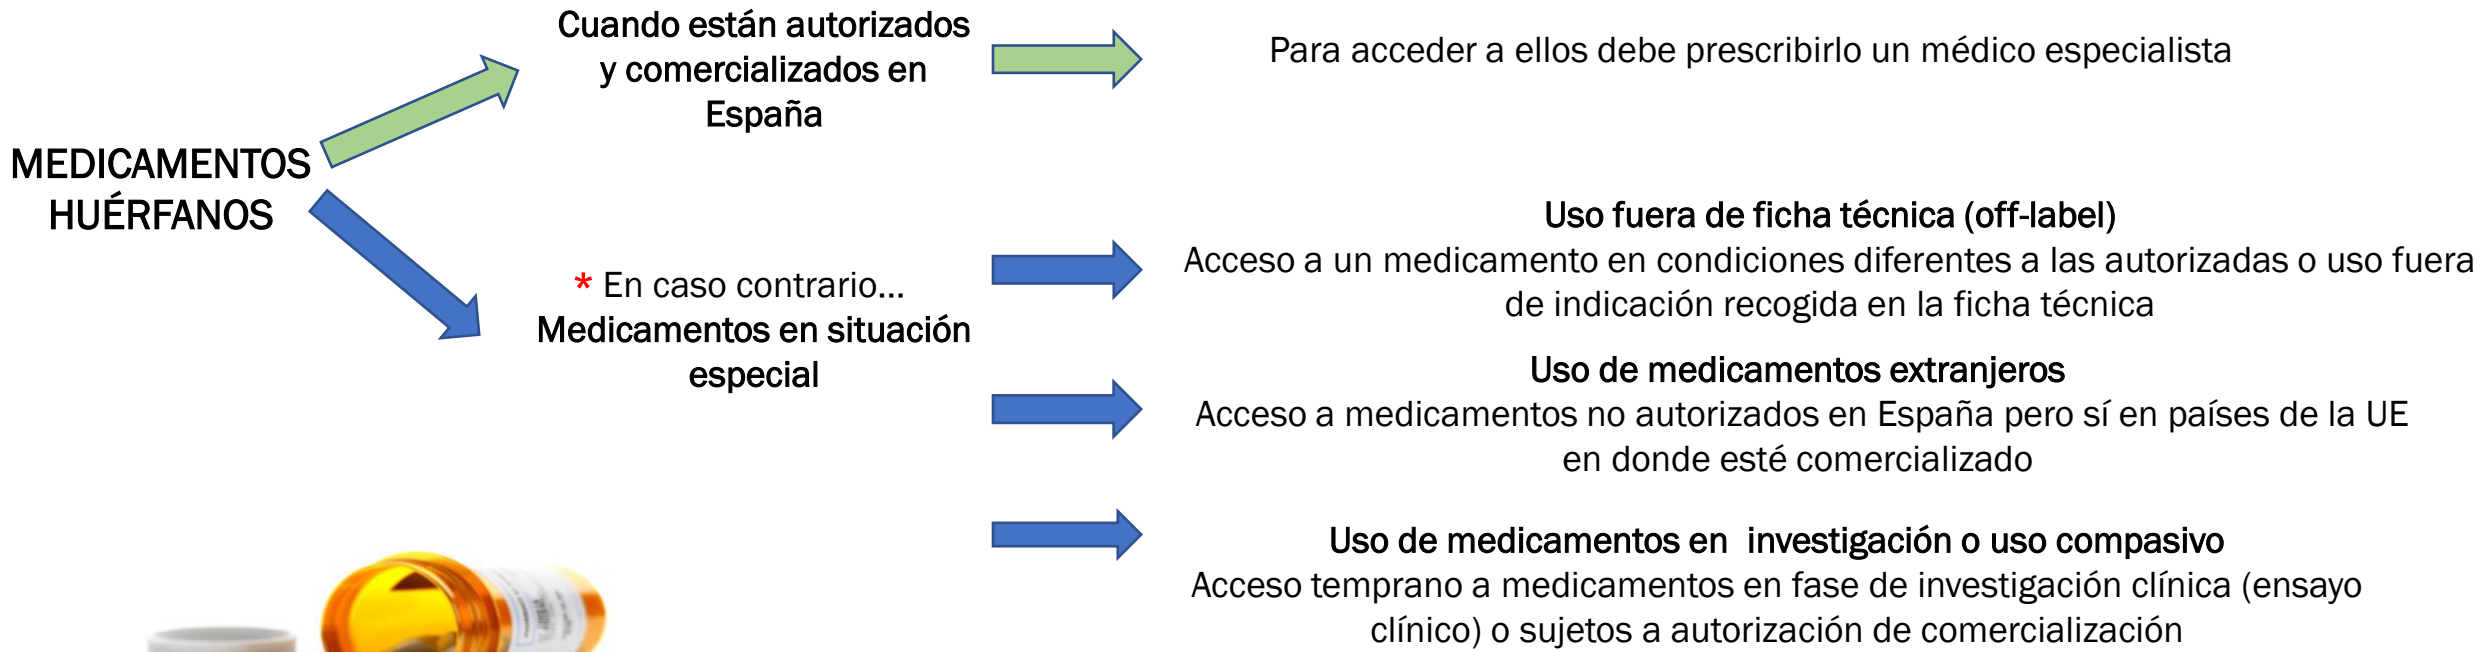 MEDICAMENTOS
HUÉRFANOS
Cuando están autorizados
y comercializados en
España
Para acceder a ellos debe prescribirlo un médico especialista
* En caso contrario...
Medicamentos en situación
especial
Uso fuera de ficha técnica (off-label)
Acceso a un medicamento en condiciones diferentes a las autorizadas o uso fuera
de indicación recogida en la ficha técnica
Uso de medicamentos extranjeros
Acceso a medicamentos no autorizados en España pero sí en países de la UE
en donde esté comercializado
Uso de medicamentos en  investigación o uso compasivo
Acceso temprano a medicamentos en fase de investigación clínica (ensayo
clínico) o sujetos a autorización de comercialización